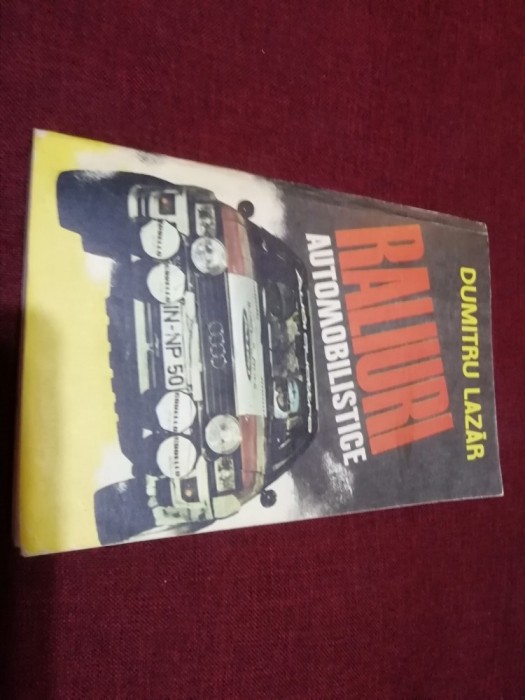 DUMITRU LAZĂR
RALIURI
AUTOMOBILISTICE
IN-NP 50